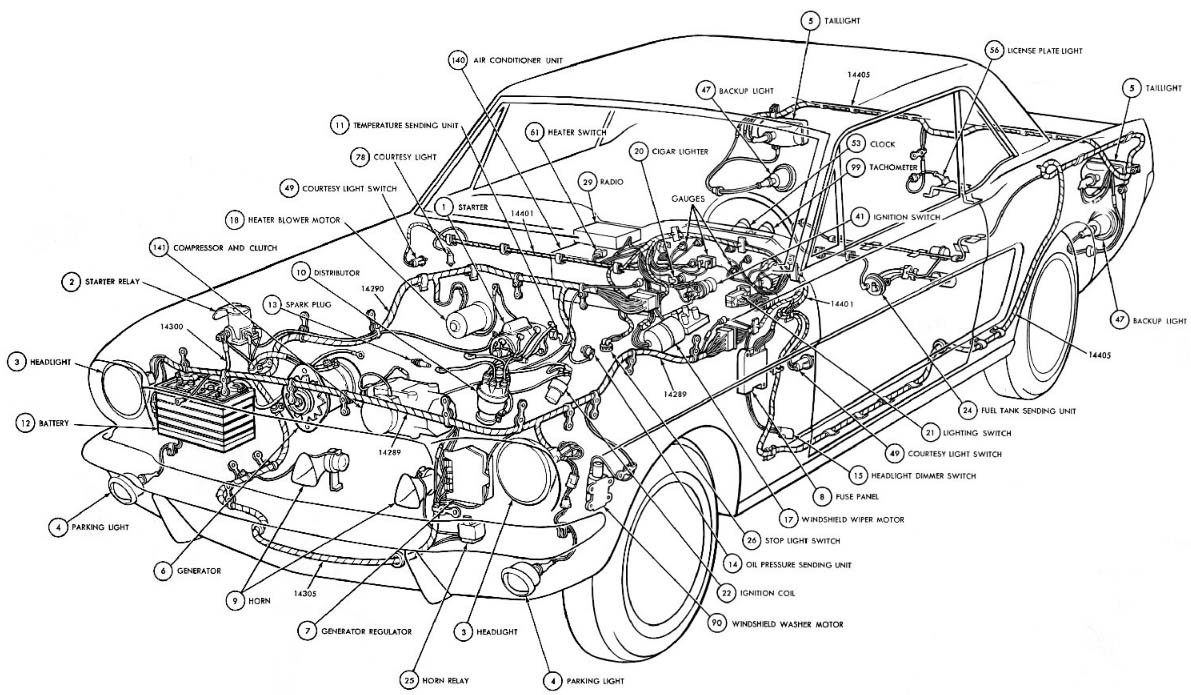 5 TAILLIGHT
56 LICENSE PLATE LIGHT
140 AIR CONDITIONER UNIT
14405
47 BACKUP LIGHT
5 TAILLIGHT
11 TEMPERATURE SENDING UNIT
61 HEATER SWITCH
53 CLOCK
20 CIGAR LIGHTER
78 COURTESY LIGHT
99 TACHOMETER
29 RADIO
49 COURTESY LIGHT SWITCH
GAUGES
1 STARTER
14401
41 IGNITION SWITCH
18 HEATER BLOWER MOTOR
141 COMPRESSOR AND CLUTCH
10 DISTRIBUTOR
2 STARTER RELAY
14290
13 SPARK PLUG
14401
47 BACKUP LIGHT
14300
14405
3 HEADLIGHT
14289
24 FUEL TANK SENDING UNIT
12 BATTERY
21 LIGHTING SWITCH
14289
49 COURTESY LIGHT SWITCH
15 HEADLIGHT DIMMER SWITCH
8 FUSE PANEL
17 WINDSHIELD WIPER MOTOR
4 PARKING LIGHT
26 STOP LIGHT SWITCH
14 OIL PRESSURE SENDING UNIT
6 GENERATOR
22 IGNITION COIL
14305
9 HORN
90 WINDSHIELD WASHER MOTOR
7 GENERATOR REGULATOR
3 HEADLIGHT
25 HORN RELAY
4 PARKING LIGHT